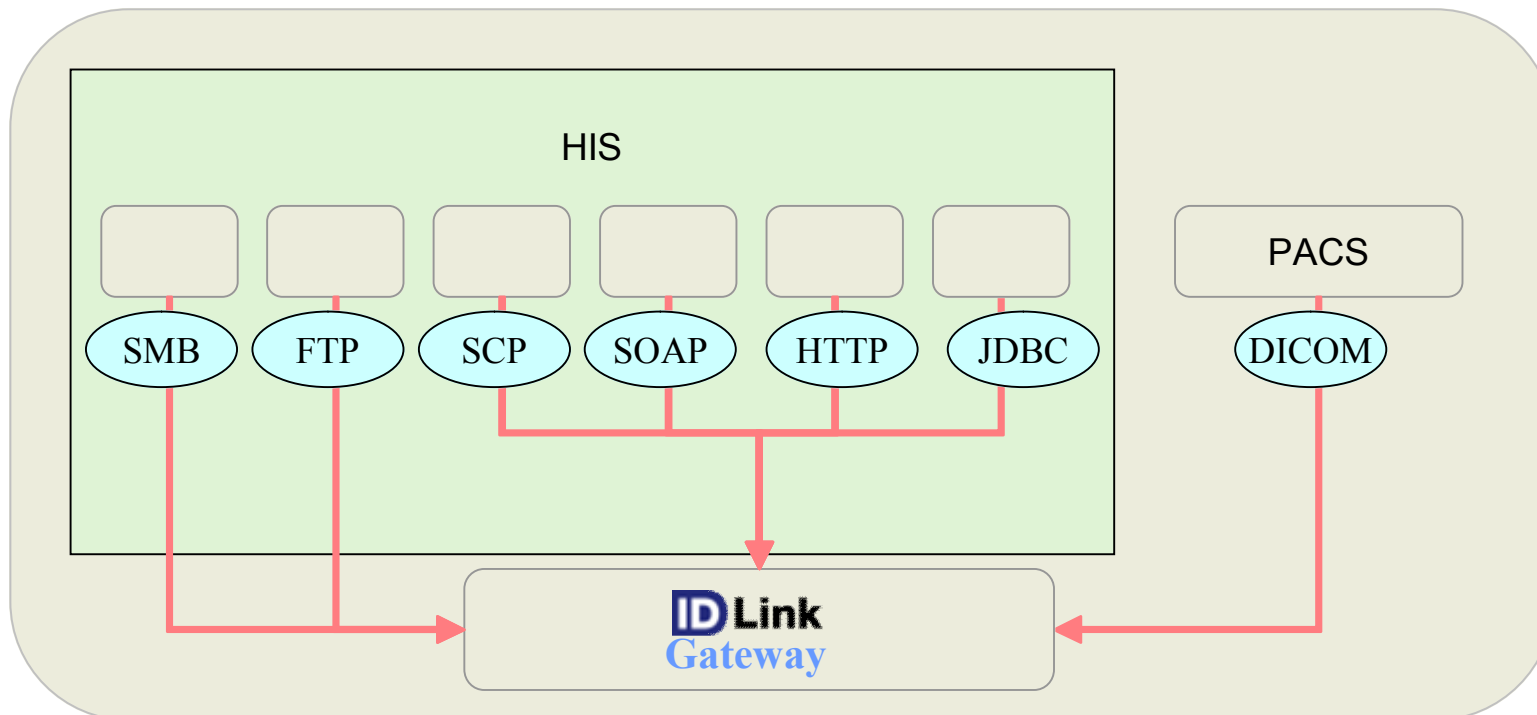 HIS
PACS
SMB FTP SCP SOAP HTTP JDBC DICOM
ID Link
Gateway